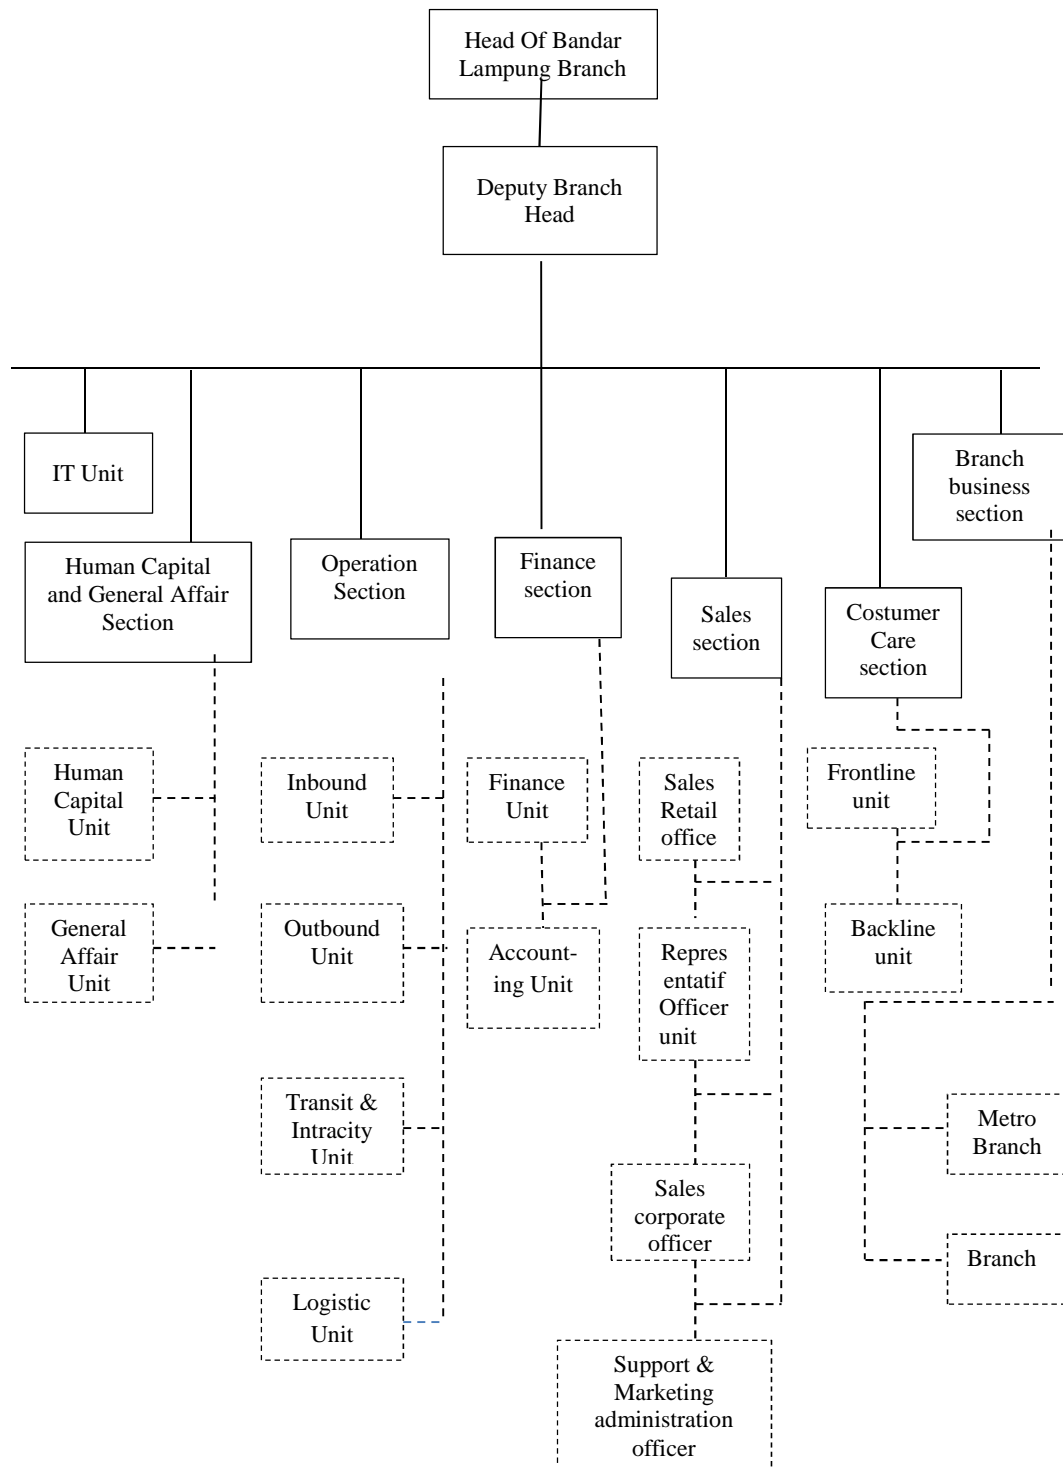 Head Of Bandar
Lampung Branch
Deputy Branch
Head
IT Unit
Branch
business
section
Human Capital
and General Affair
Section
Operation
Section
Finance
section
Sales
section
Costumer
Care
section
Human
Capital
Unit
Inbound
Unit
Finance
Unit
Sales
Retail
office
Frontline
unit
General
Affair
Unit
Outbound
Unit
Account-
ing Unit
Repres
entatif
Officer
unit
Backline
unit
Transit &
Intracity
Unit
Metro
Branch
Sales
corporate
officer
Branch
Logistic
Unit
Support &
Marketing
administration
officer